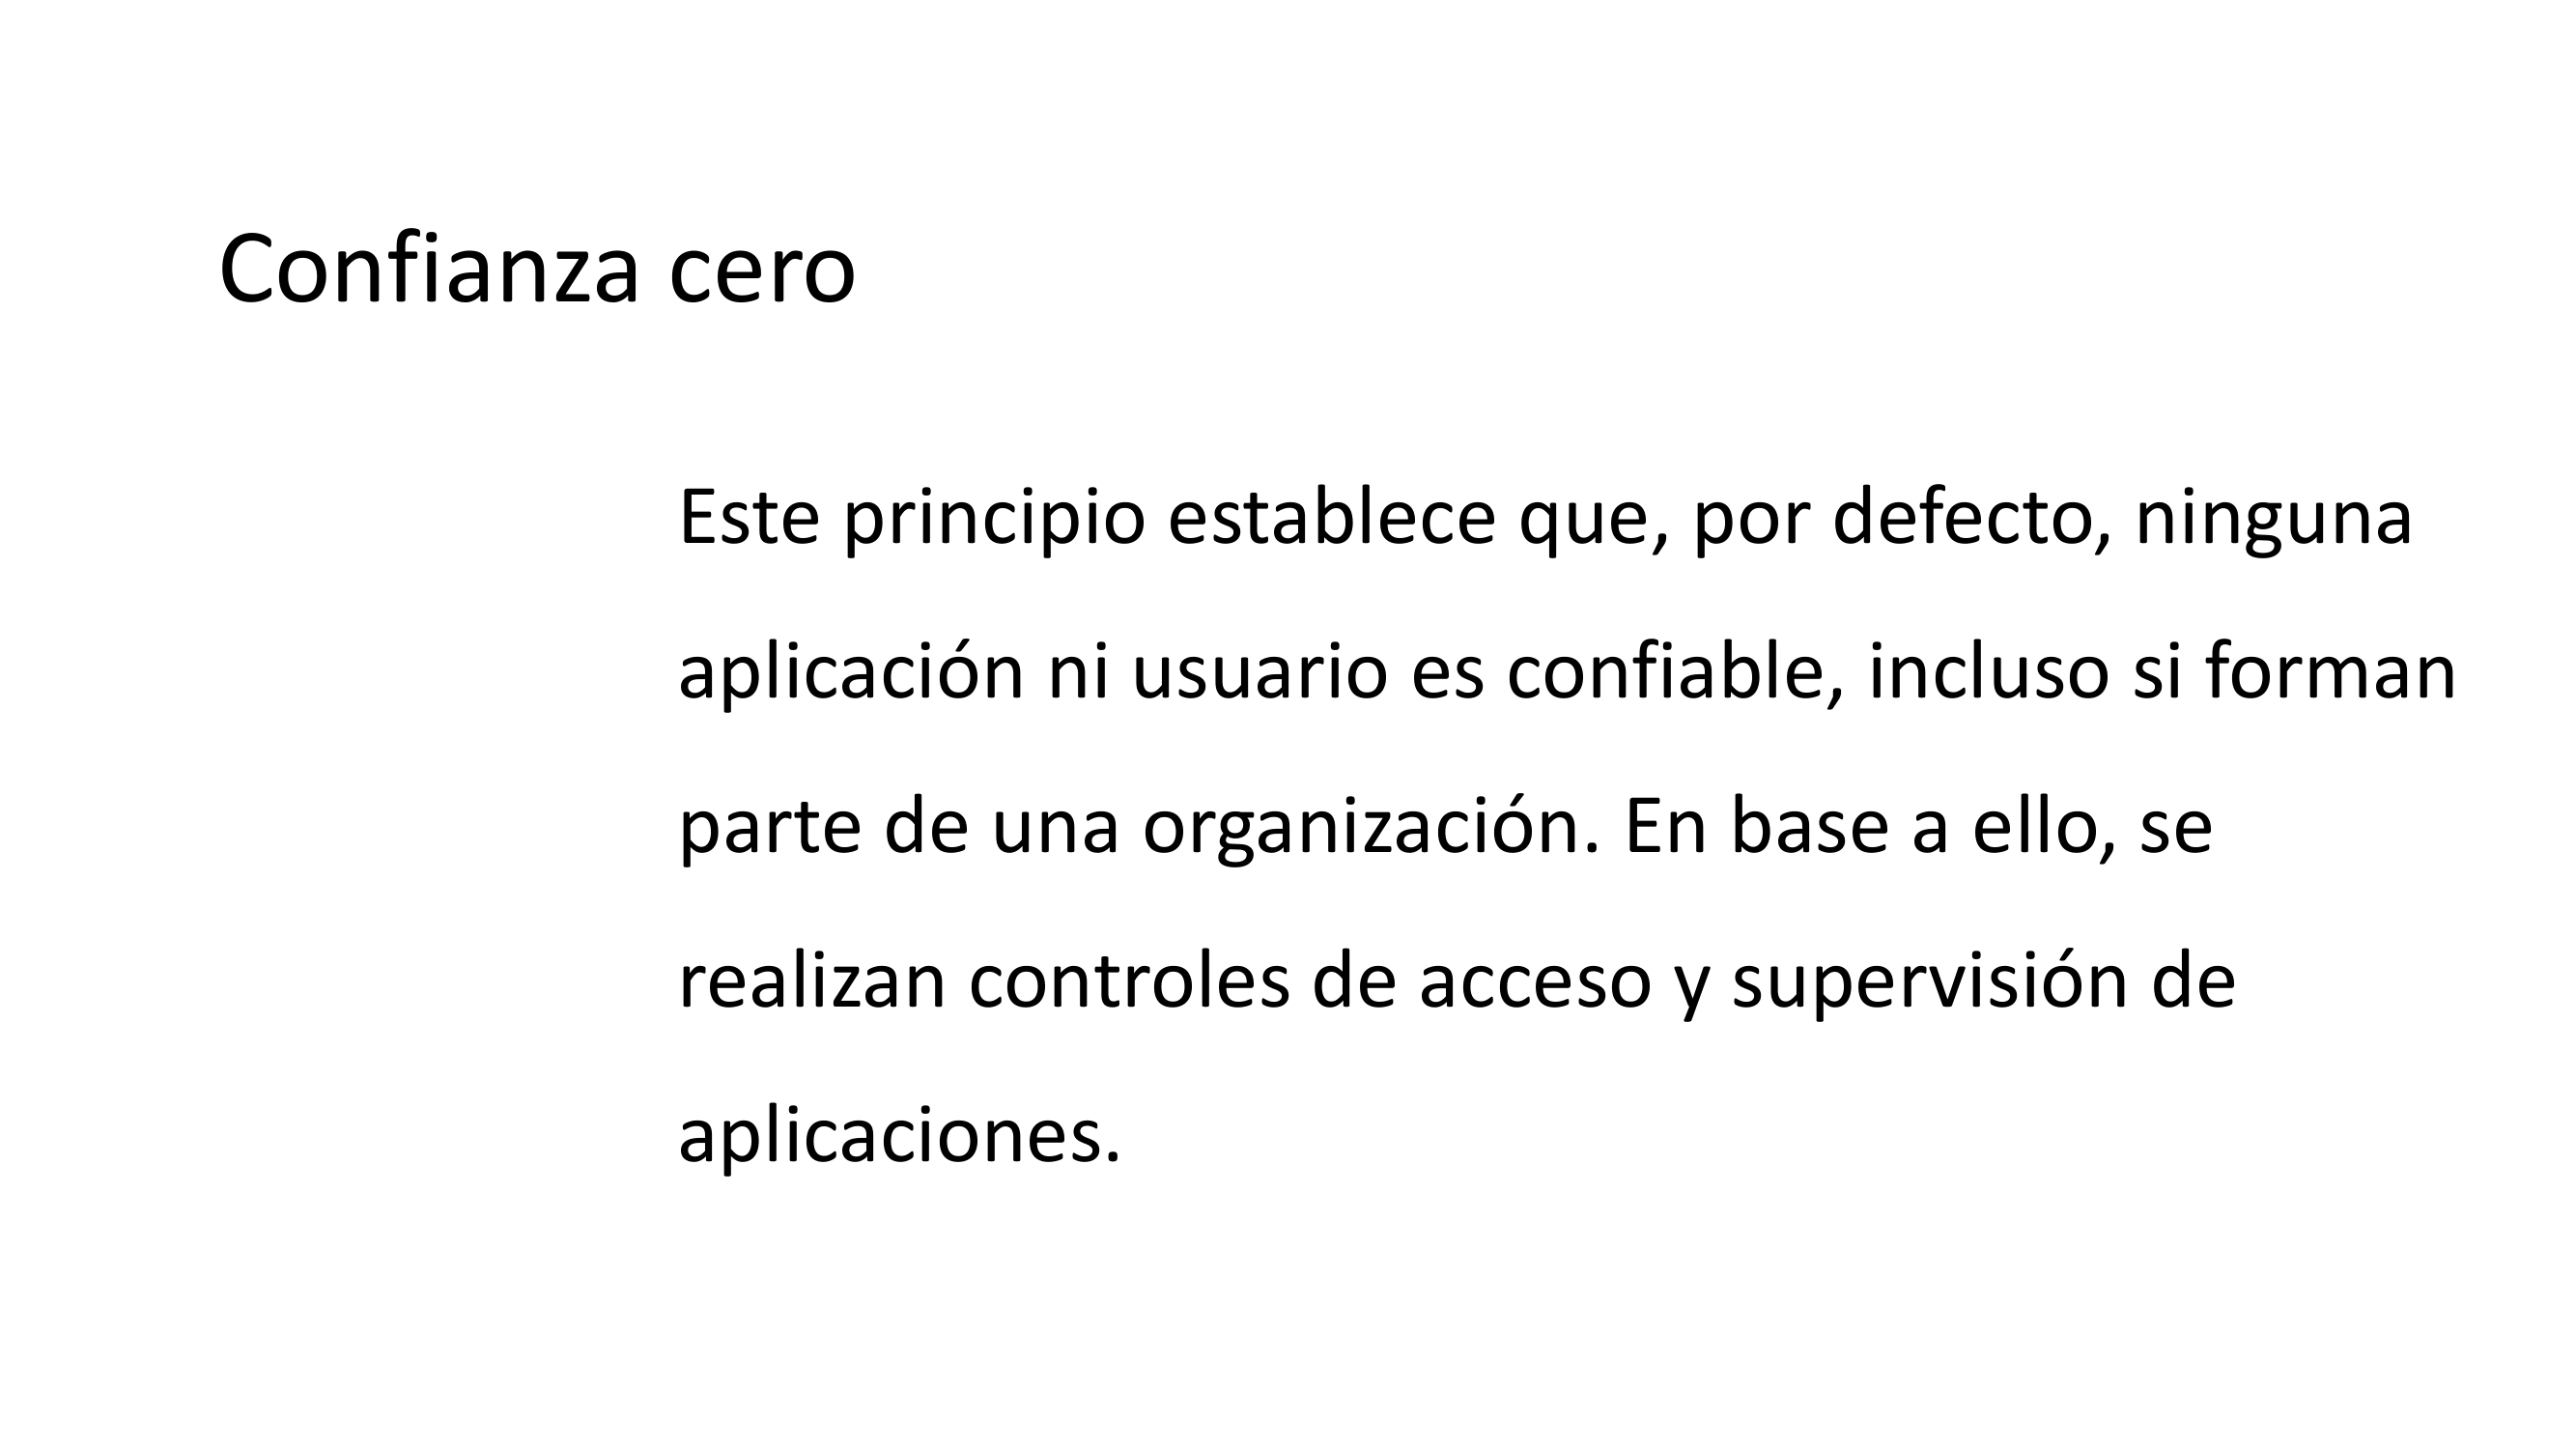 Confianza cero
Este principio establece que, por defecto, ninguna
aplicación ni usuario es confiable, incluso si forman
parte de una organización. En base a ello, se
realizan controles de acceso y supervisión de
aplicaciones.